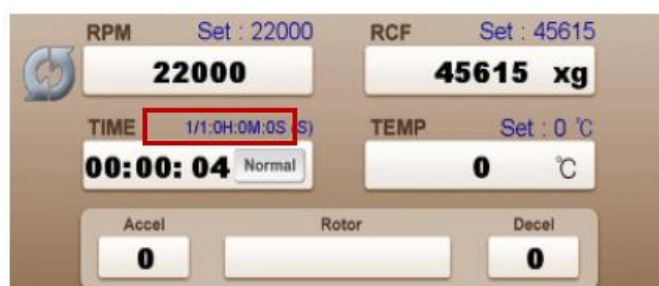 RPM Set : 22000 RCF Set : 45615
22000 45615 xg
TIME 1/1:0H:0M:0S (S) TEMP Set : 0 ℃
00:00: 04 Normal 0 ℃
Accel Rotor Decel
0 0